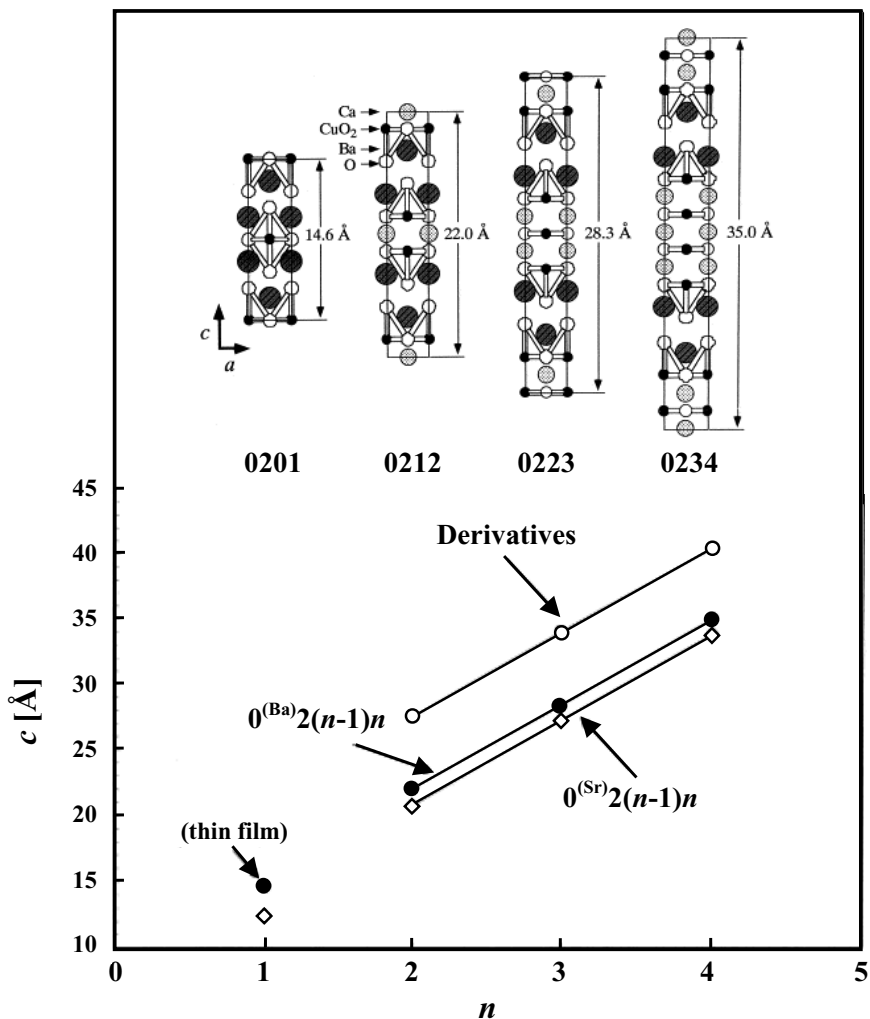 Ca
CuO₂
Ba
O
14.6 Å
22.0 Å
28.3 Å
35.0 Å
c
a
0201
0212
0223
0234
45
40
35
30
25
20
15
10
c [Å]
Derivatives
0(Ba)2(n-1)n
0(Sr)2(n-1)n
(thin film)
0
1
2
3
4
5
n